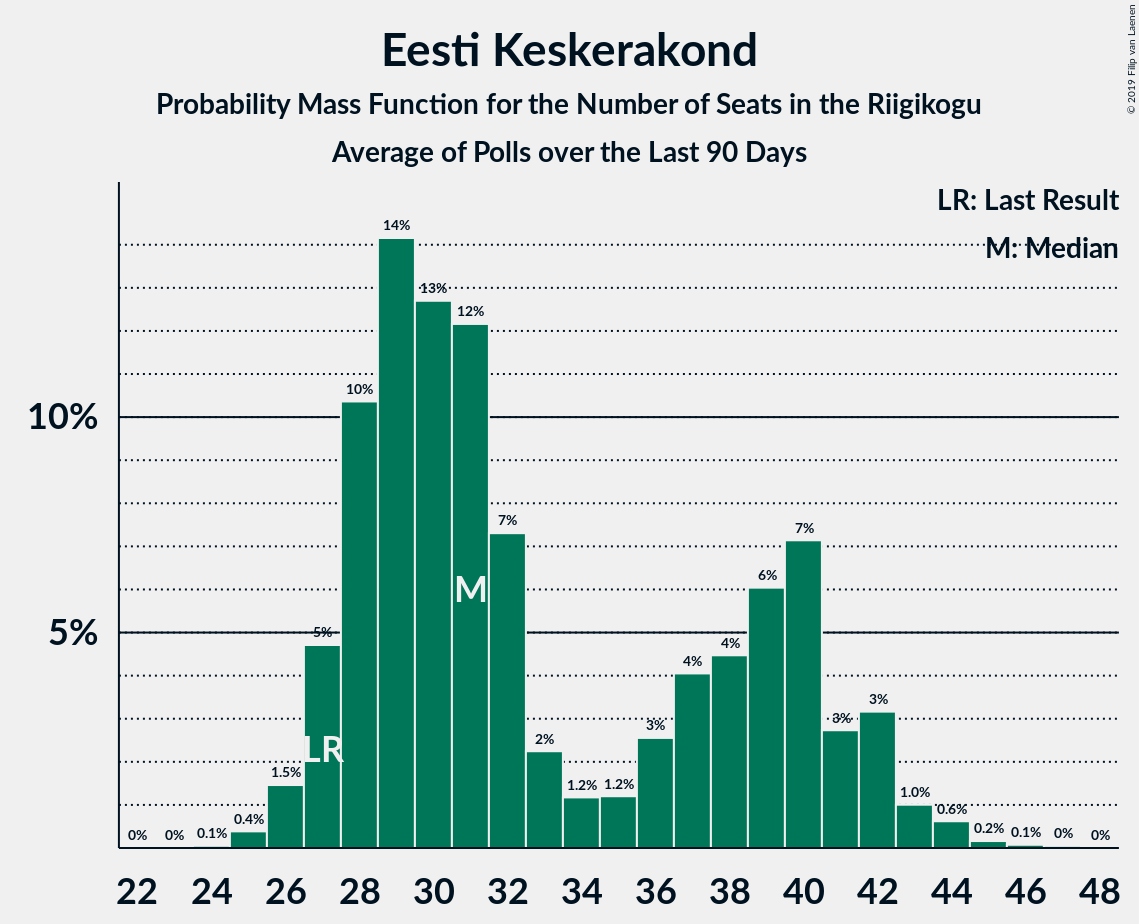 Eesti Keskerakond
Probability Mass Function for the Number of Seats in the Riigikogu
Average of Polls over the Last 90 Days
© 2019 Filip van Laenen
LR: Last Result
M: Median
10%
5%
0% 0% 0.1% 0.4% 1.5% 5% 10% 14% 13% 12% 7% 2% 1.2% 1.2% 3% 4% 4% 6% 7% 3% 3% 1.0% 0.6% 0.2% 0.1% 0% 0%
LR
M
22 24 26 28 30 32 34 36 38 40 42 44 46 48